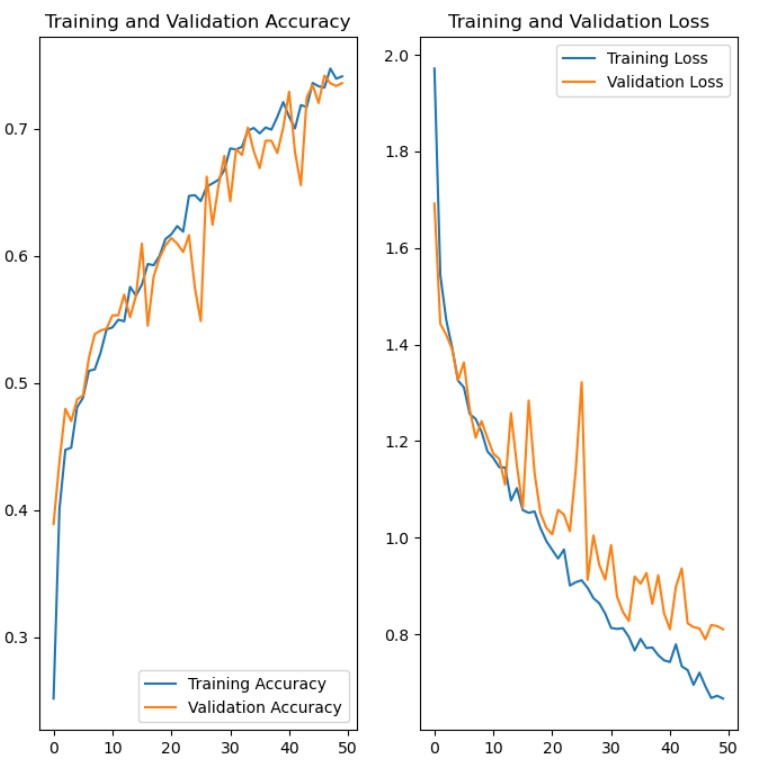 Training and Validation Accuracy
0.7
0.6
0.5
0.4
0.3
0 10 20 30 40 50
Training Accuracy
Validation Accuracy
Training and Validation Loss
2.0
1.8
1.6
1.4
1.2
1.0
0.8
0 10 20 30 40 50
Training Loss
Validation Loss